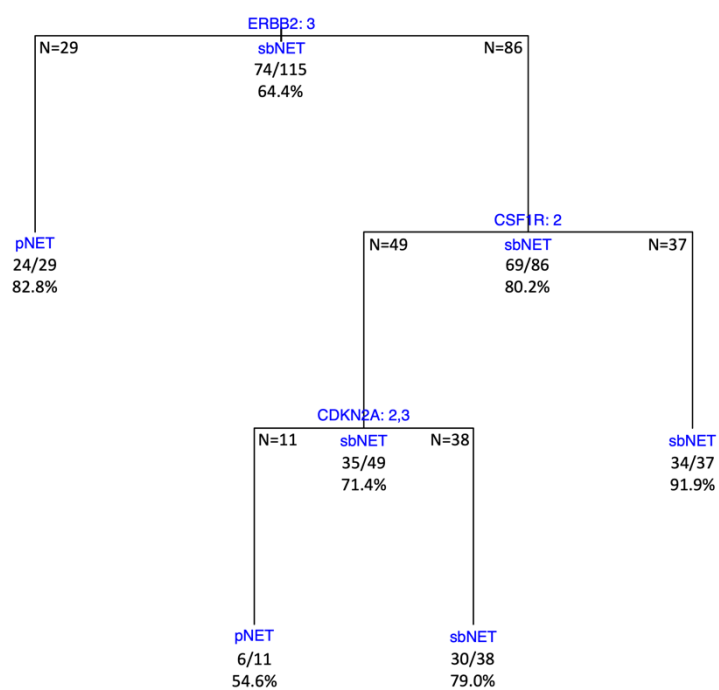 ERBB2: 3
N=29
sbNET
N=86
74/115
64.4%
CSF1R: 2
pNET
N=49
sbNET
N=37
24/29
69/86
82.8%
80.2%
CDKN2A: 2,3
N=11
sbNET
N=38
sbNET
35/49
34/37
71.4%
91.9%
pNET
sbNET
6/11
30/38
54.6%
79.0%